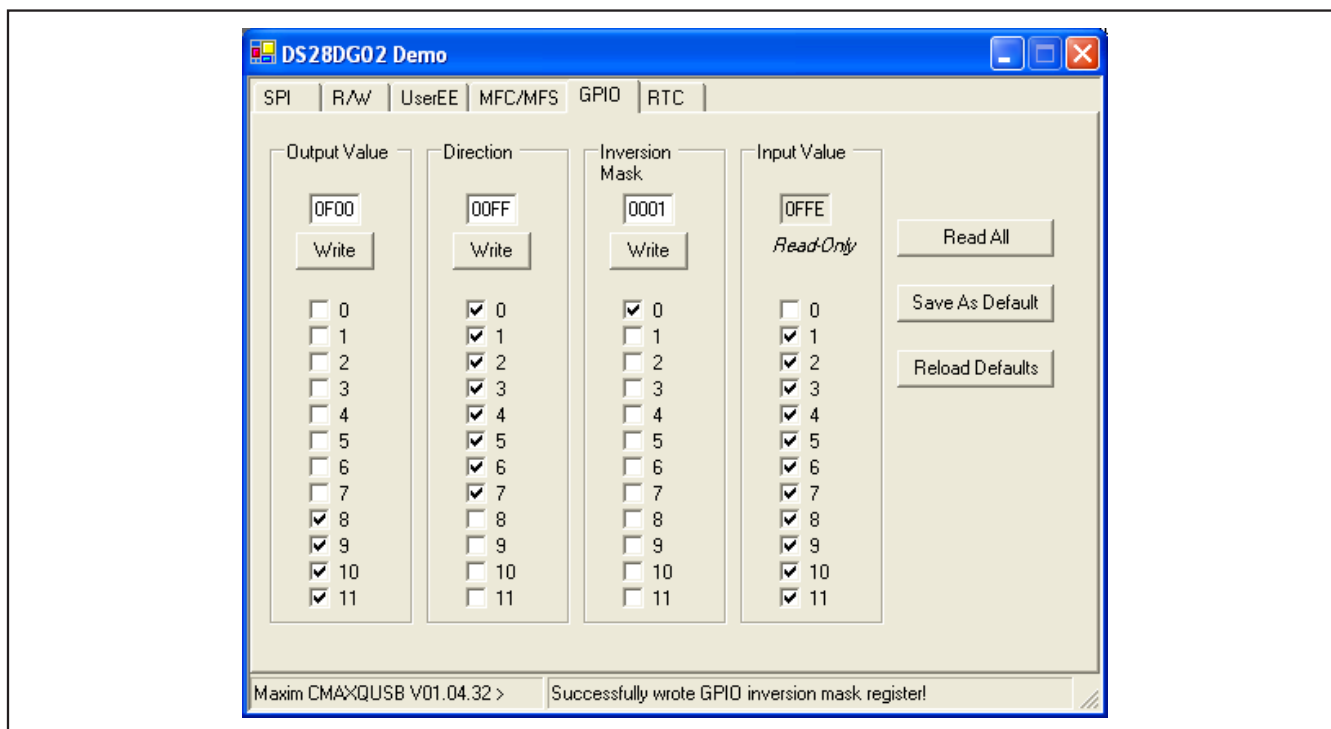 DS28DG02 Demo
SPI R/W UserEE MFC/MFS GPIO RTC
Output Value
0F00
Write
0
1
2
3
4
5
6
7
8
9
10
11
Direction
00FF
Write
0
1
2
3
4
5
6
7
8
9
10
11
Inversion
Mask
0001
Write
0
1
2
3
4
5
6
7
8
9
10
11
Input Value
0FFE
Read-Only
0
1
2
3
4
5
6
7
8
9
10
11
Read All
Save As Default
Reload Defaults
Maxim CMAXQUSB V01.04.32 > Successfully wrote GPIO inversion mask register!